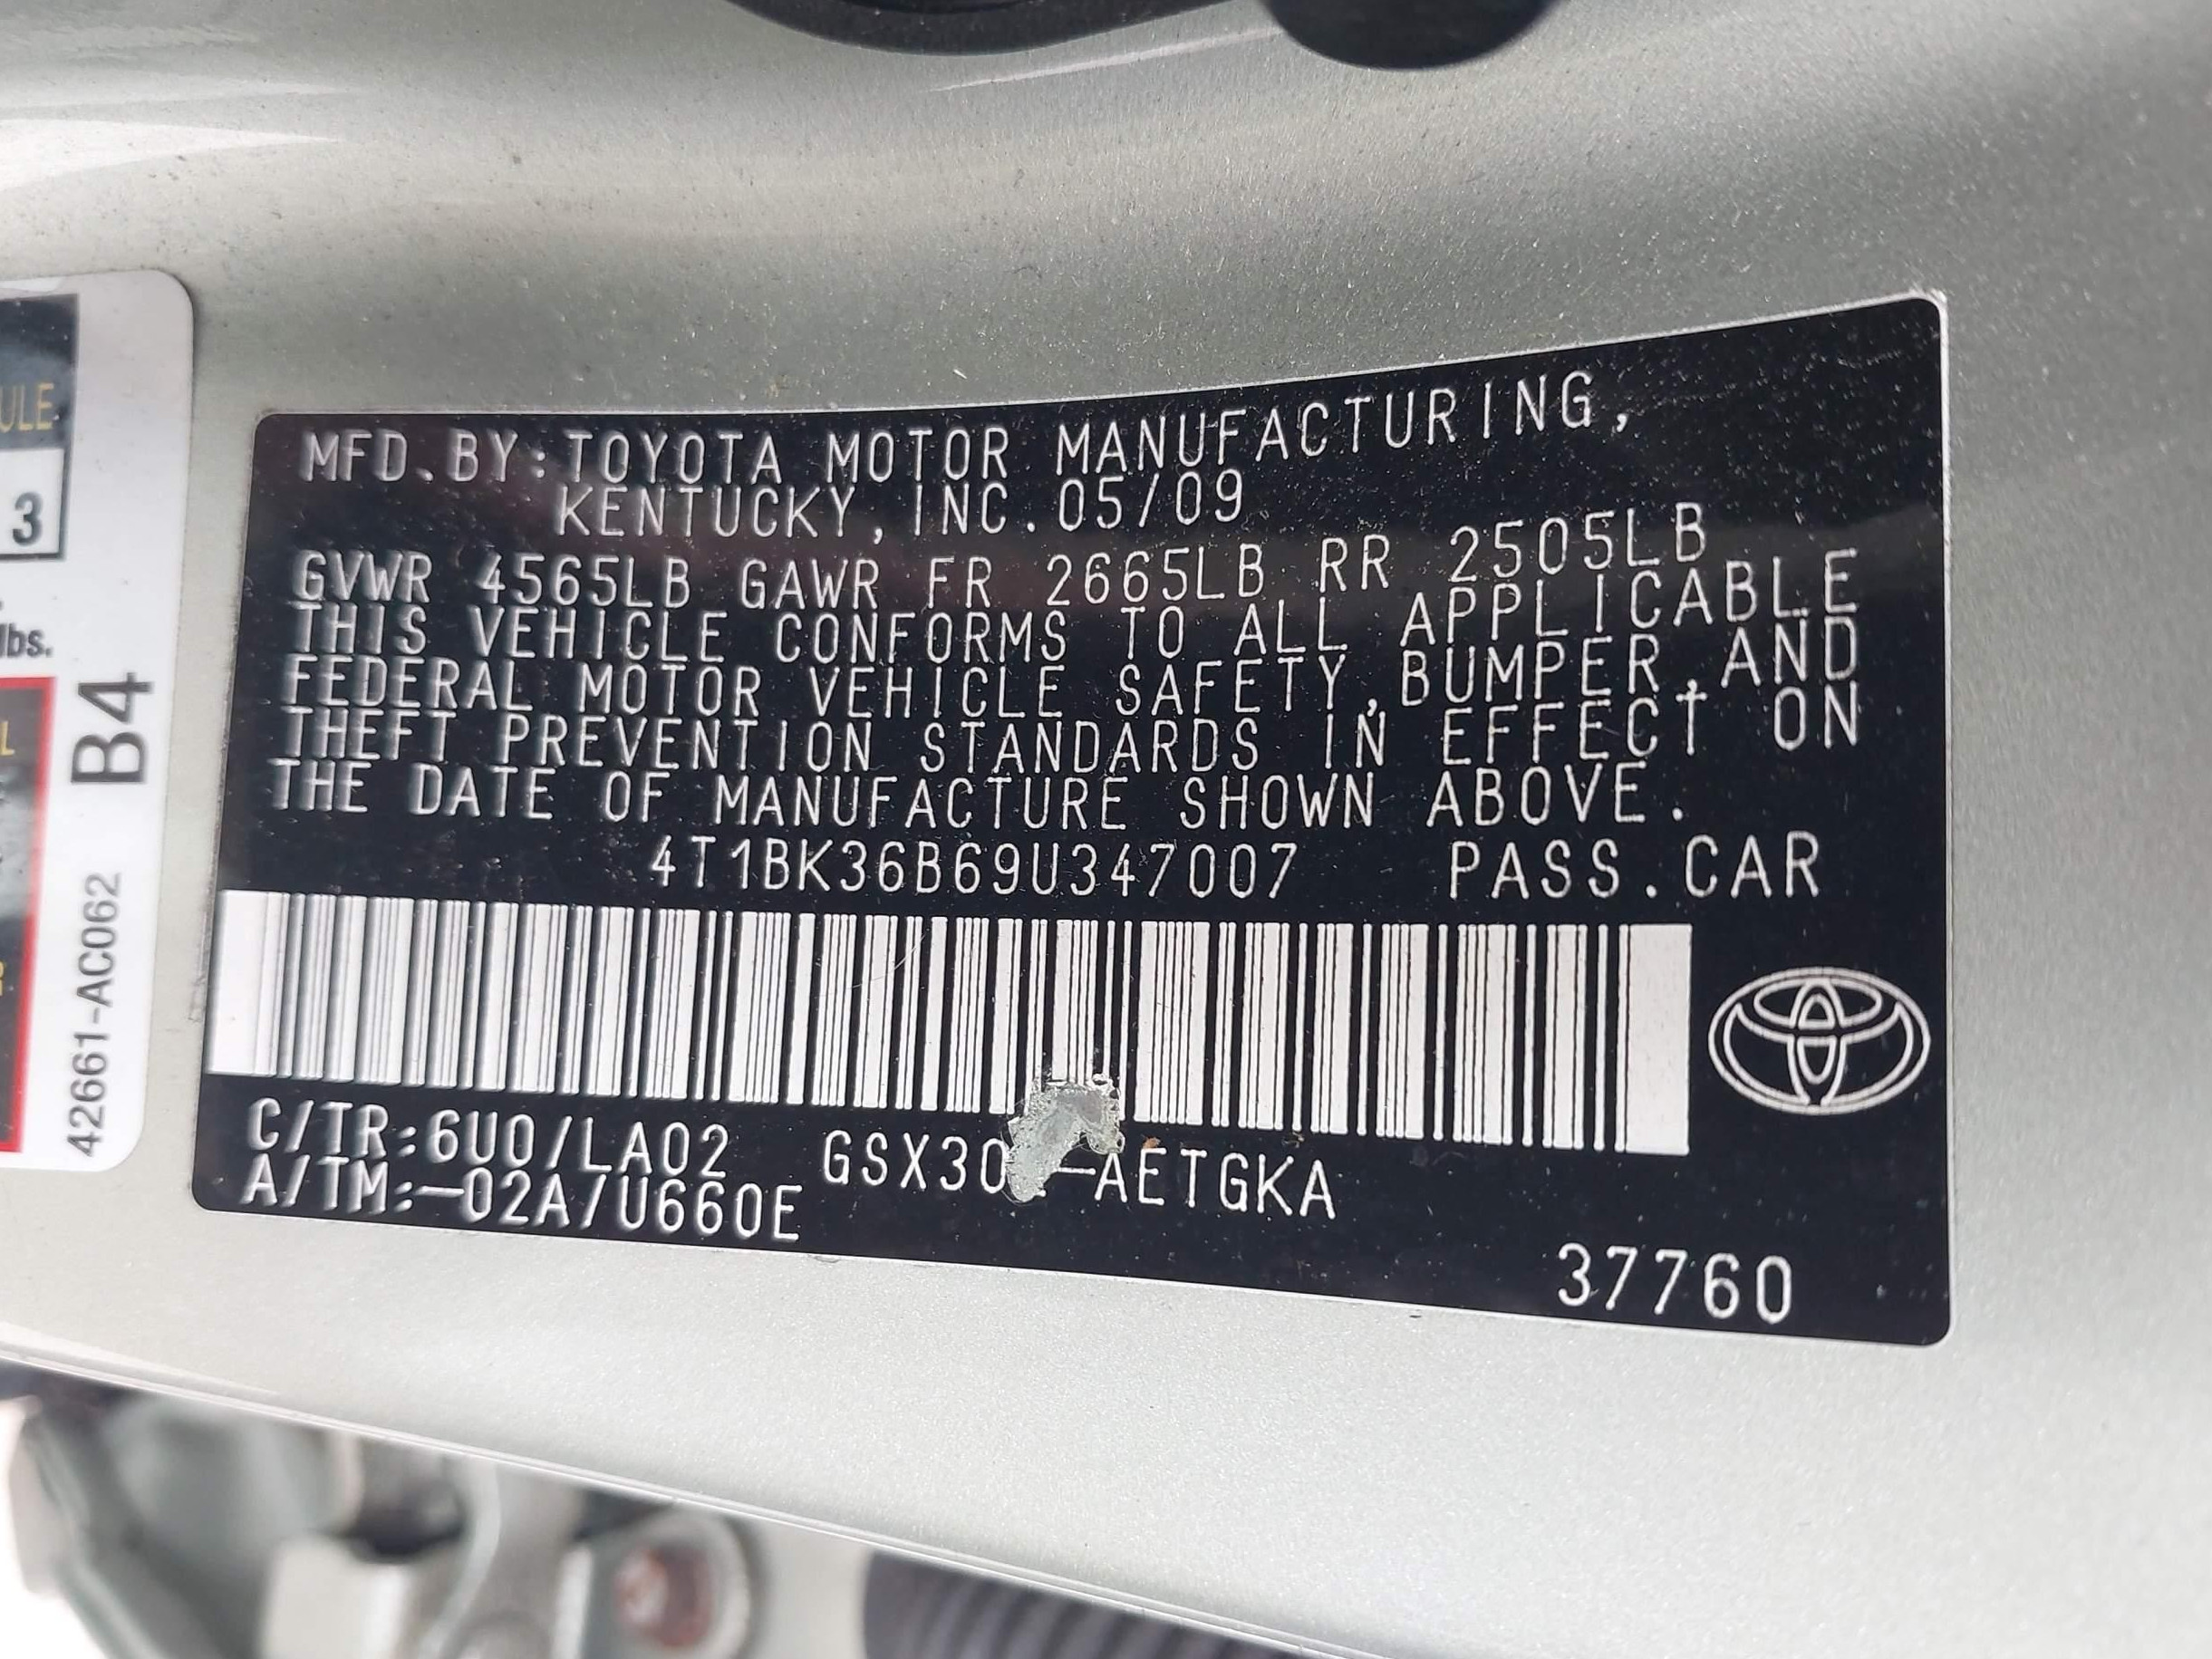 MFD.BY:TOYOTA MOTOR MANUFACTURING,
KENTUCKY,INC.05/09
GVWR 4565LB GAWR FR 2665LB RR 2505LB
THIS VEHICLE CONFORMS TO ALL APPLICABLE
FEDERAL MOTOR VEHICLE SAFETY,BUMPER,AND
THEFT PREVENTION STANDARDS IN EFFECT ON
THE DATE OF MANUFACTURE SHOWN ABOVE.
4T1BK36B69U347007 PASS.CAR
C/TR:6U0/LA02
A/TM:-02A/U660E
37760
3
lbs.
B4
42661-AC062